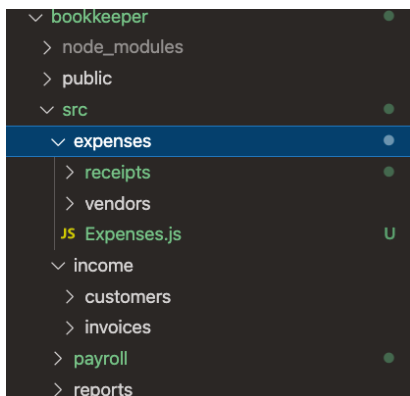 bookkeeper
node_modules
public
src
expenses
receipts
vendors
JS Expenses.js U
income
customers
invoices
payroll
reports